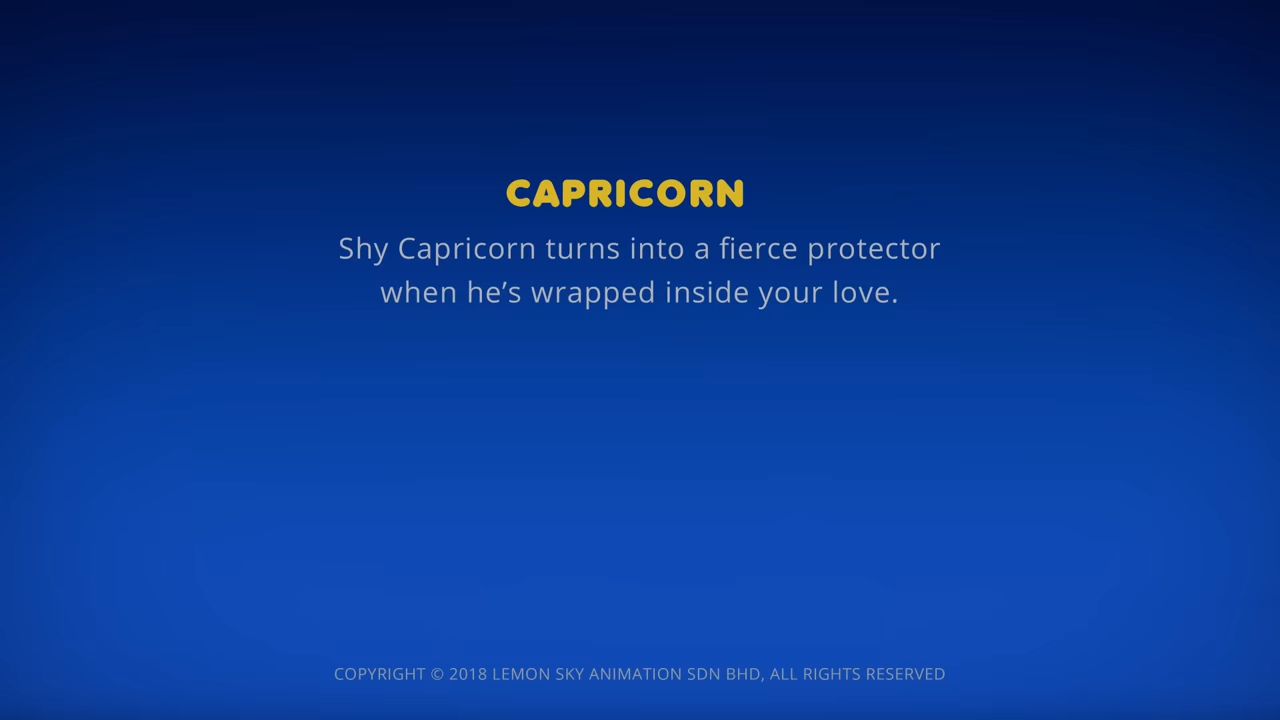 CAPRICORN
Shy Capricorn turns into a fierce protector
when he’s wrapped inside your love.
COPYRIGHT © 2018 LEMON SKY ANIMATION SDN BHD, ALL RIGHTS RESERVED